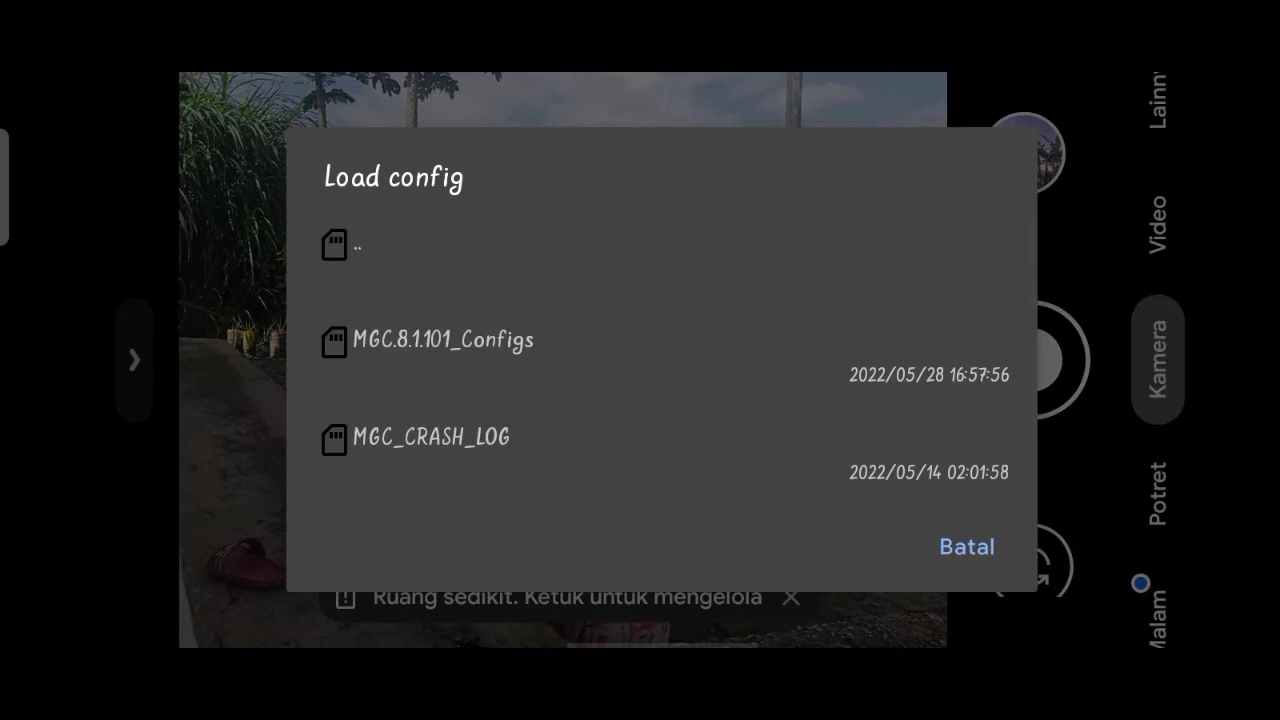 Load config
..
MGC.8.1.101_Configs
2022/05/28 16:57:56
MGC_CRASH_LOG
2022/05/14 02:01:58
Batal
Ruang sedikit. Ketuk untuk mengelola
Video
Kamera
Potret